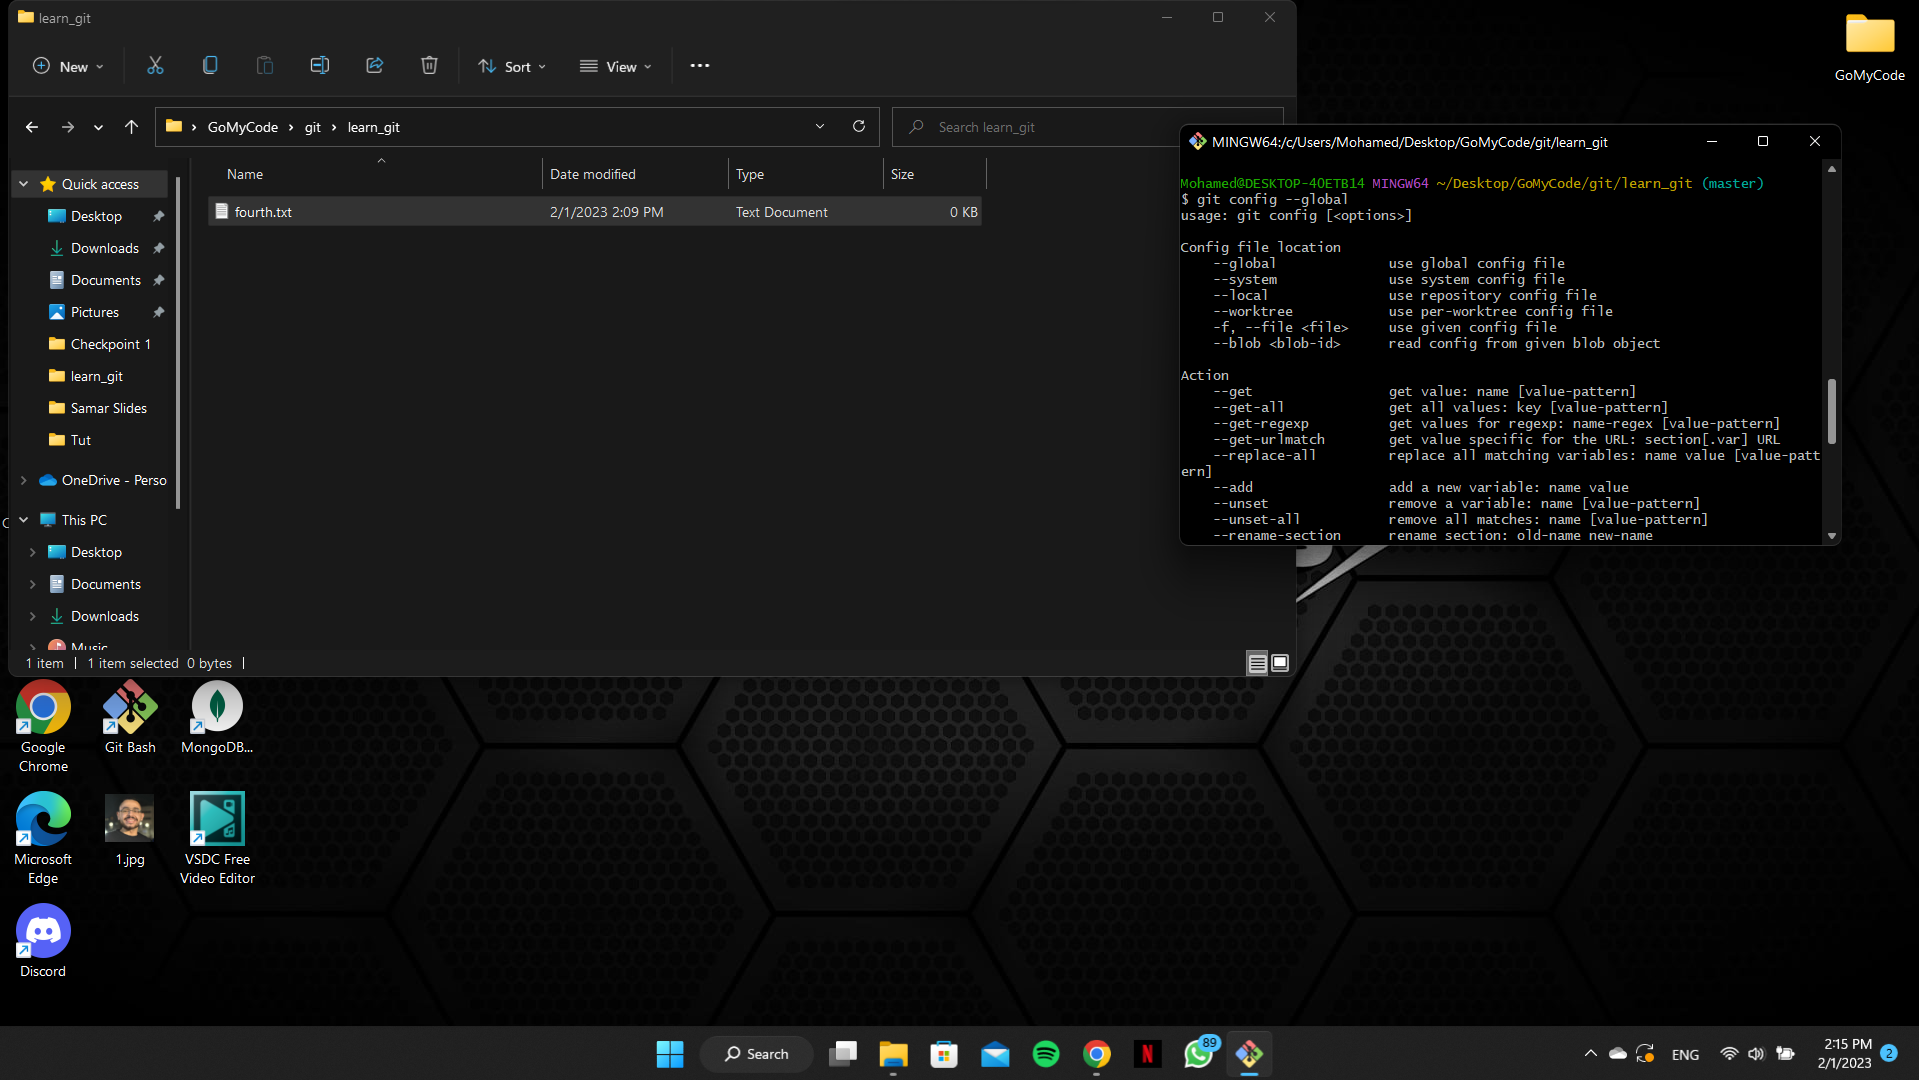 learn_git
New
Sort
View
GoMyCode
git
learn_git
Search learn_git
Name
Date modified
Type
Size
fourth.txt
2/1/2023 2:09 PM
Text Document
0 KB
Quick access
Desktop
Downloads
Documents
Pictures
Checkpoint 1
learn_git
Samar Slides
Tut
OneDrive - Perso
This PC
Desktop
Documents
Downloads
Music
1 item
1 item selected 0 bytes
GoMyCode
MINGW64:/c/Users/Mohamed/Desktop/GoMyCode/git/learn_git
Mohamed@DESKTOP-4OETB14 MINGW64 ~/Desktop/GoMyCode/git/learn_git (master)
$ git config --global
usage: git config [<options>]
Config file location
--global use global config file
--system use system config file
--local use repository config file
--worktree use per-worktree config file
-f, --file <file> use given config file
--blob <blob-id> read config from given blob object
Action
--get get value: name [value-pattern]
--get-all get all values: key [value-pattern]
--get-regexp get values for regexp: name-regex [value-pattern]
--get-urlmatch get value specific for the URL: section[.var] URL
--replace-all replace all matching variables: name value [value-patt
ern]
--add add a new variable: name value
--unset remove a variable: name [value-pattern]
--unset-all remove all matches: name [value-pattern]
--rename-section rename section: old-name new-name
Google
Chrome
Git Bash
MongoDB...
Microsoft
Edge
1.jpg
VSDC Free
Video Editor
Discord
Search
89
ENG
2:15 PM
2/1/2023
2